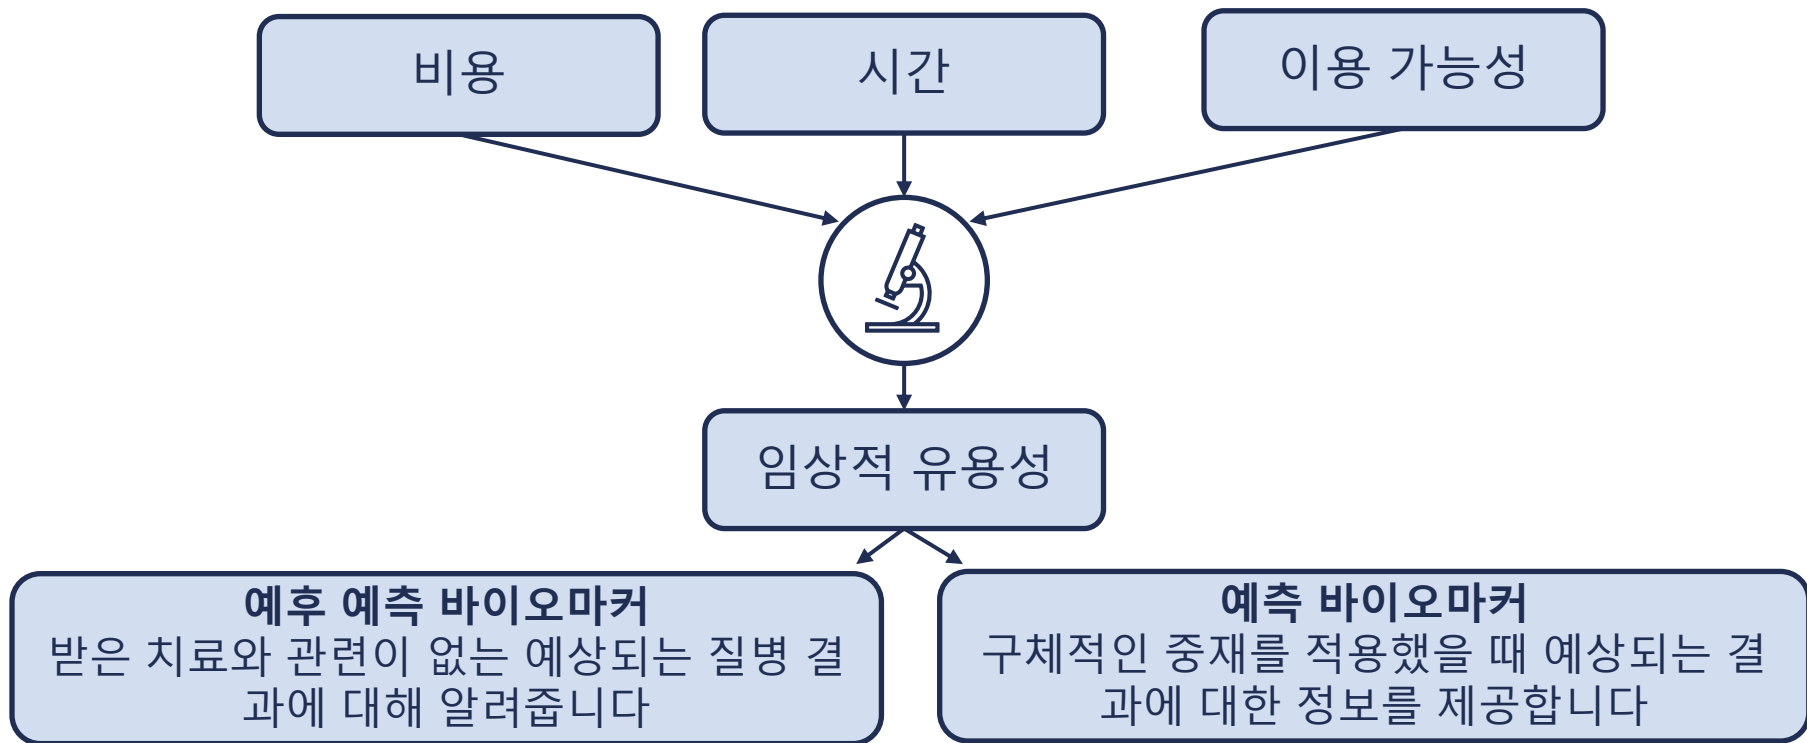 비용
시간
이용 가능성
임상적 유용성
예후 예측 바이오마커
받은 치료와 관련이 없는 예상되는 질병 결
과에 대해 알려줍니다
예측 바이오마커
구체적인 중재를 적용했을 때 예상되는 결
과에 대한 정보를 제공합니다